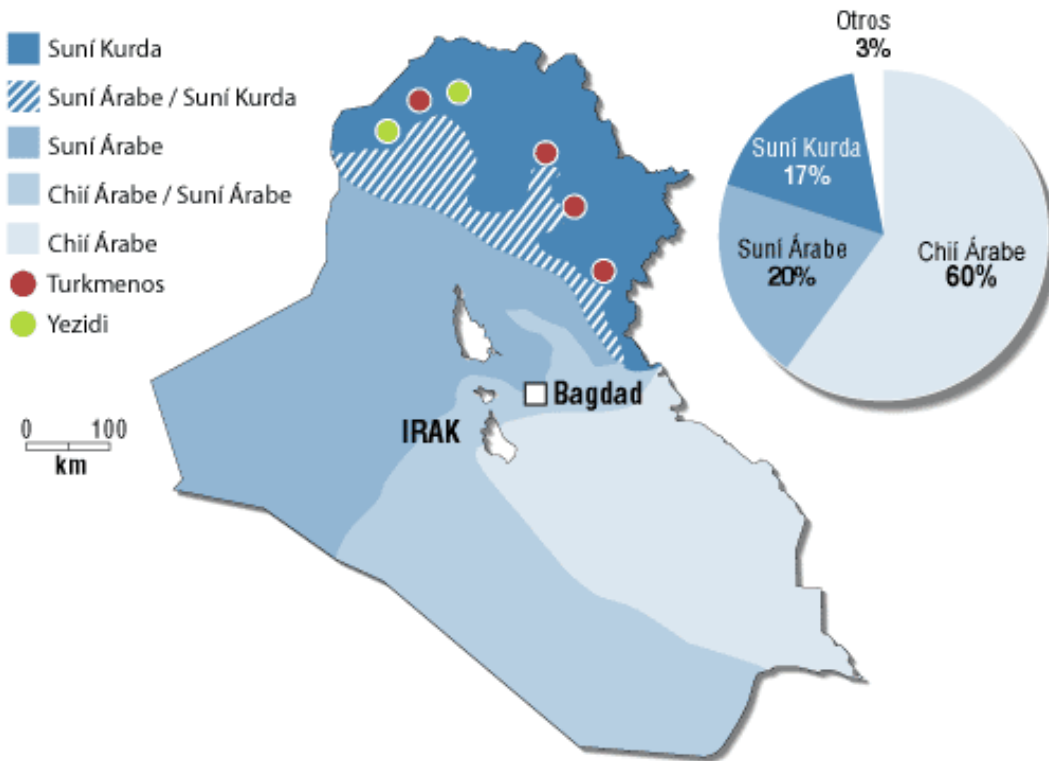 Suní Kurda
Suní Árabe / Suní Kurda
Suní Árabe
Chií Árabe / Suní Árabe
Chií Árabe
Turkmenos
Yezidi
0 100
km
IRAK
Bagdad
Otros
3%
Suní Kurda
17%
Suní Árabe
20%
Chií Árabe
60%